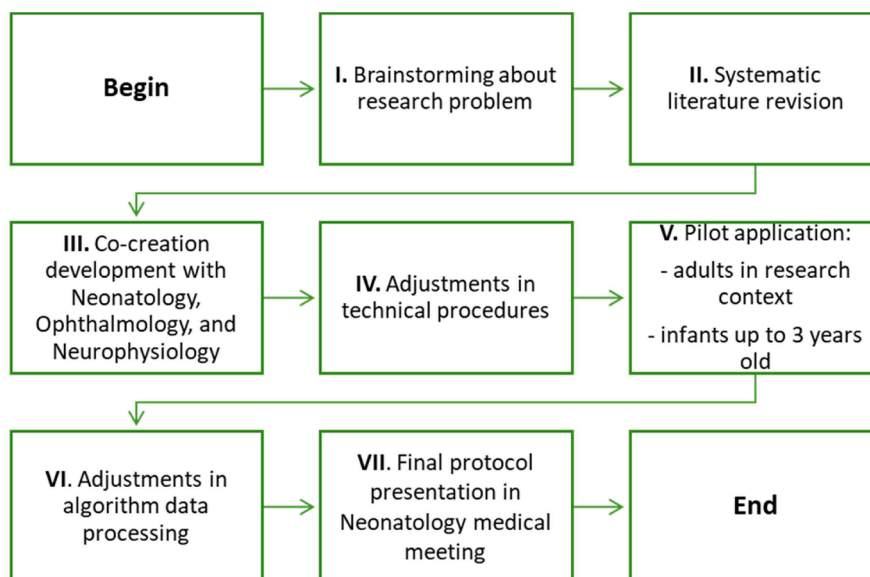 Begin
I. Brainstorming about
research problem
II. Systematic
literature revision
III. Co-creation
development with
Neonatology,
Ophthalmology, and
Neurophysiology
IV. Adjustments in
technical procedures
V. Pilot application:
- adults in research
context
- infants up to 3 years
old
VI. Adjustments in
algorithm data
processing
VII. Final protocol
presentation in
Neonatology medical
meeting
End